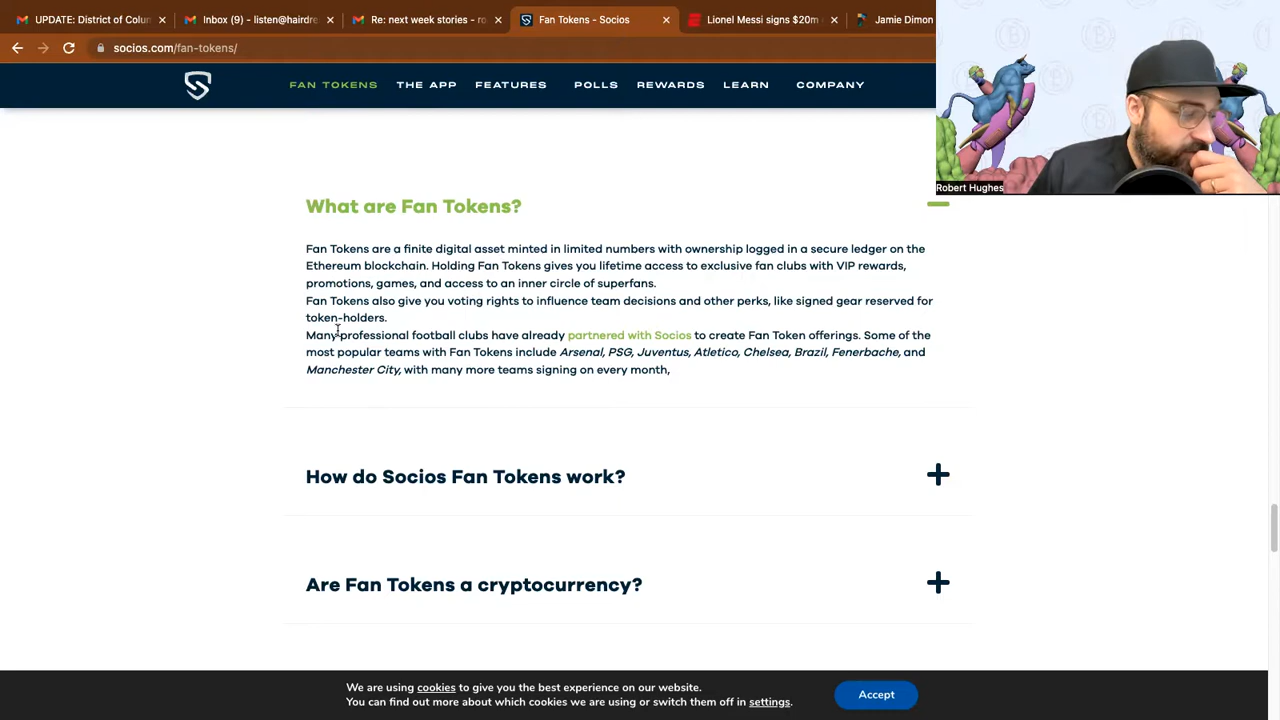 UPDATE: District of Colum
Inbox (9) - listen@hairdre
Re: next week stories - ro
Fan Tokens - Socios
Lionel Messi signs $20m
Jamie Dimon
socios.com/fan-tokens/
FAN TOKENS THE APP FEATURES POLLS REWARDS LEARN COMPANY
Robert Hughes
What are Fan Tokens?
Fan Tokens are a finite digital asset minted in limited numbers with ownership logged in a secure ledger on the
Ethereum blockchain. Holding Fan Tokens gives you lifetime access to exclusive fan clubs with VIP rewards,
promotions, games, and access to an inner circle of superfans.
Fan Tokens also give you voting rights to influence team decisions and other perks, like signed gear reserved for
token-holders.
Many professional football clubs have already partnered with Socios to create Fan Token offerings. Some of the
most popular teams with Fan Tokens include Arsenal, PSG, Juventus, Atletico, Chelsea, Brazil, Fenerbache, and
Manchester City, with many more teams signing on every month,
How do Socios Fan Tokens work?
Are Fan Tokens a cryptocurrency?
We are using cookies to give you the best experience on our website.
You can find out more about which cookies we are using or switch them off in settings.
Accept